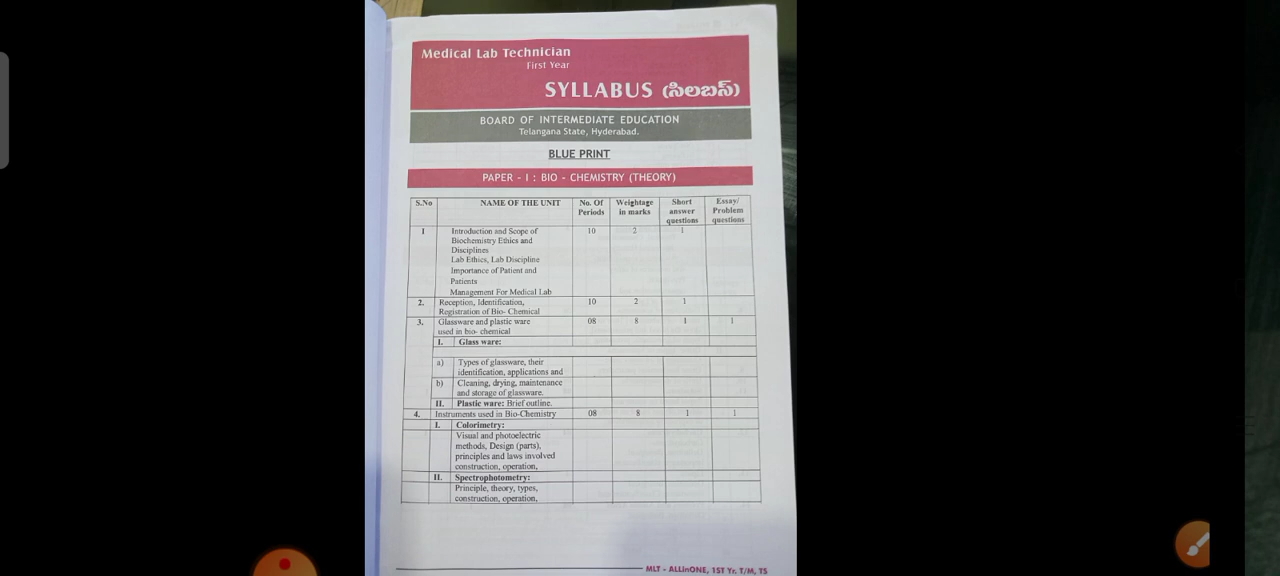 Medical Lab Technician
First Year
SYLLABUS (సిలబస్)
BOARD OF INTERMEDIATE EDUCATION
Telangana State, Hyderabad.
BLUE PRINT
PAPER - I : BIO - CHEMISTRY (THEORY)
S.No NAME OF THE UNIT No. Of Periods Weightage in marks Short answer questions Essay/ Problem questions
1 Introduction and Scope of 10 2 1
Biochemistry Ethics and
Disciplines
Lab Ethics, Lab Discipline
Importance of Patient and
Patients
Management For Medical Lab
2. Reception, Identification, 10 2 1
Registration of Bio- Chemical
3. Glassware and plastic ware 08 8 1 1
used in bio- chemical
I. Glass ware:
a) Types of glassware, their
identification, applications and
b) Cleaning, drying, maintenance
and storage of glassware.
II. Plastic ware: Brief outline.
4. Instruments used in Bio-Chemistry 08 8 1 1
I. Colorimetry:
Visual and photoelectric
methods, Design (parts),
principles and laws involved
construction, operation,
II. Spectrophotometry:
Principle, theory, types,
construction, operation,
MLT - ALLinONE, 1ST Yr. T/M, TS